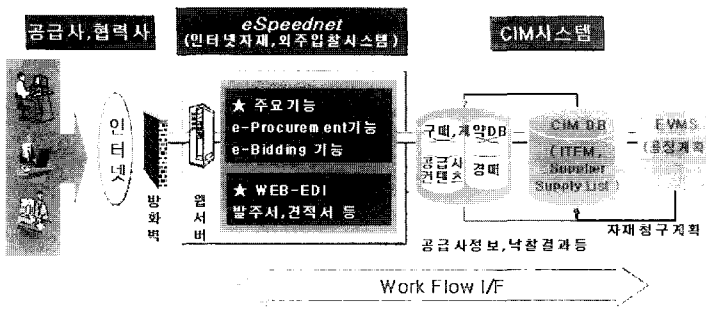 공급사,협력사
eSpeednet
(인터넷자재,외주입찰시스템)
CIM시스템
인터넷
방화벽
웹서버
★ 주요기능
e-Procurement기능
e-Bidding 기능
★ WEB-EDI
발주서,견적서 등
구매,계약DB
공급사
컨텐츠
경매
CIM DB
(ITEM,
Supplier
Supply List)
EVMS
자재청구계획
공급사정보,낙찰결과등
Work Flow I/F